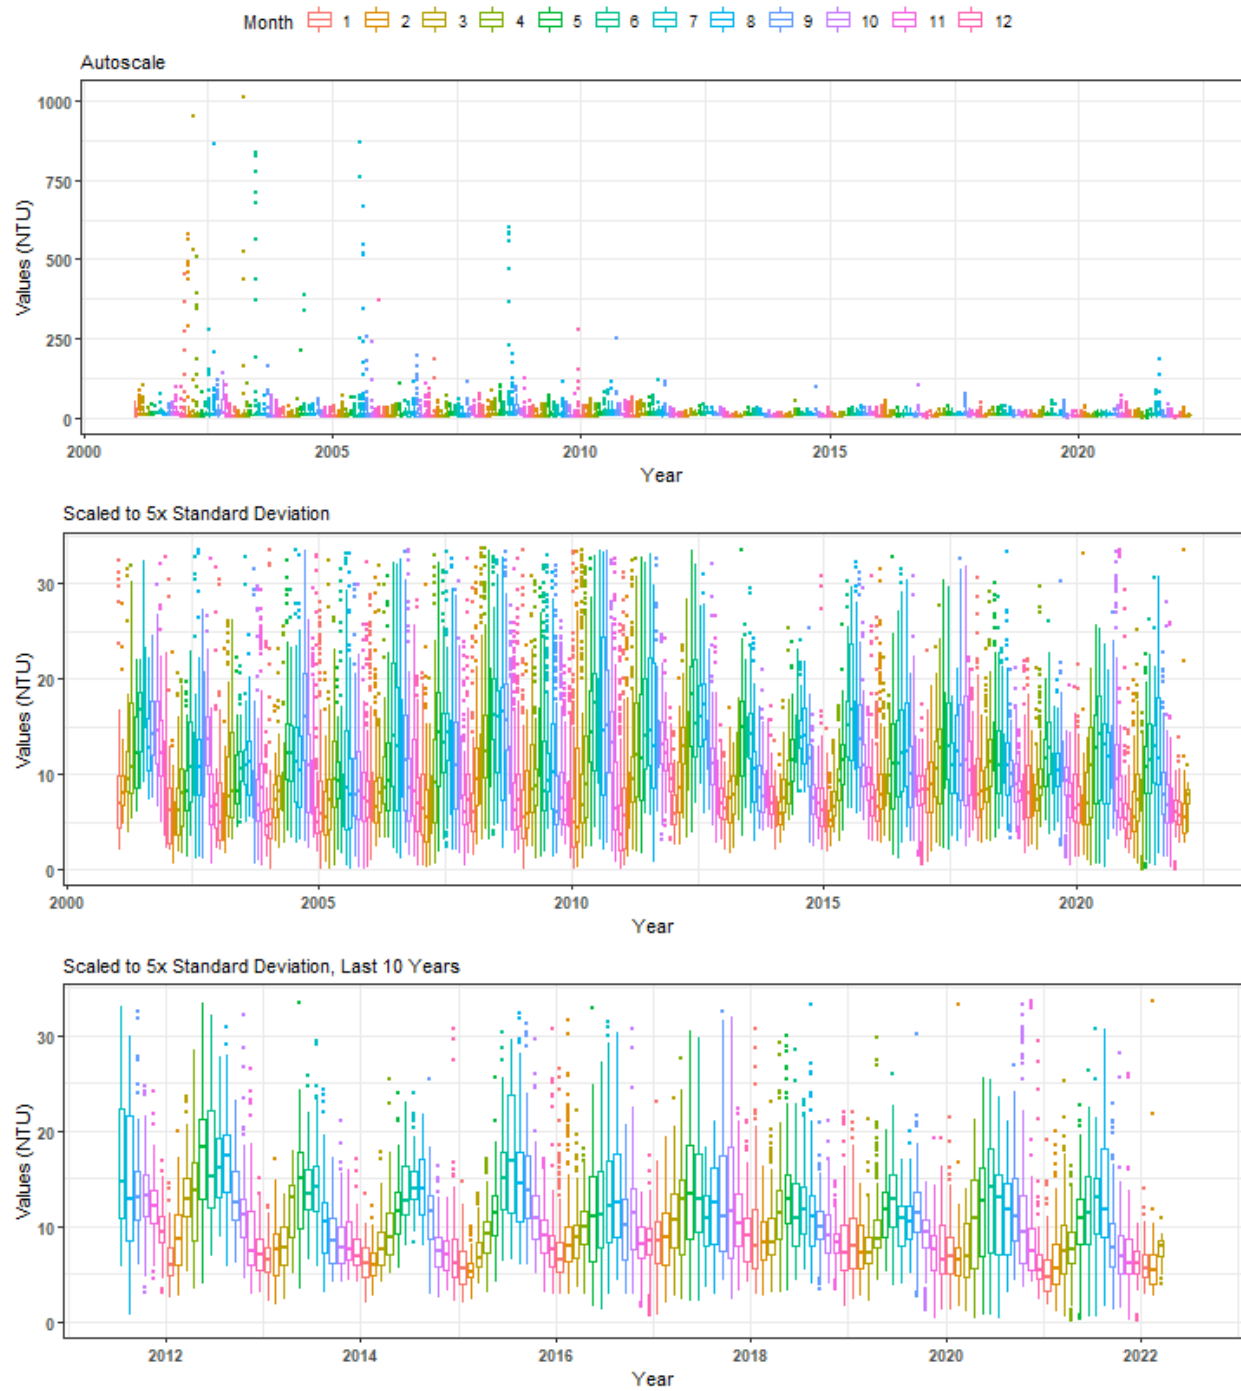 Month 1 2 3 4 5 6 7 8 9 10 11 12
Autoscale
Values (NTU)
1000
750
500
250
0
2000 2005 2010 2015 2020
Year
Scaled to 5x Standard Deviation
Values (NTU)
30
20
10
0
2000 2005 2010 2015 2020
Year
Scaled to 5x Standard Deviation, Last 10 Years
Values (NTU)
30
20
10
0
2012 2014 2016 2018 2020 2022
Year